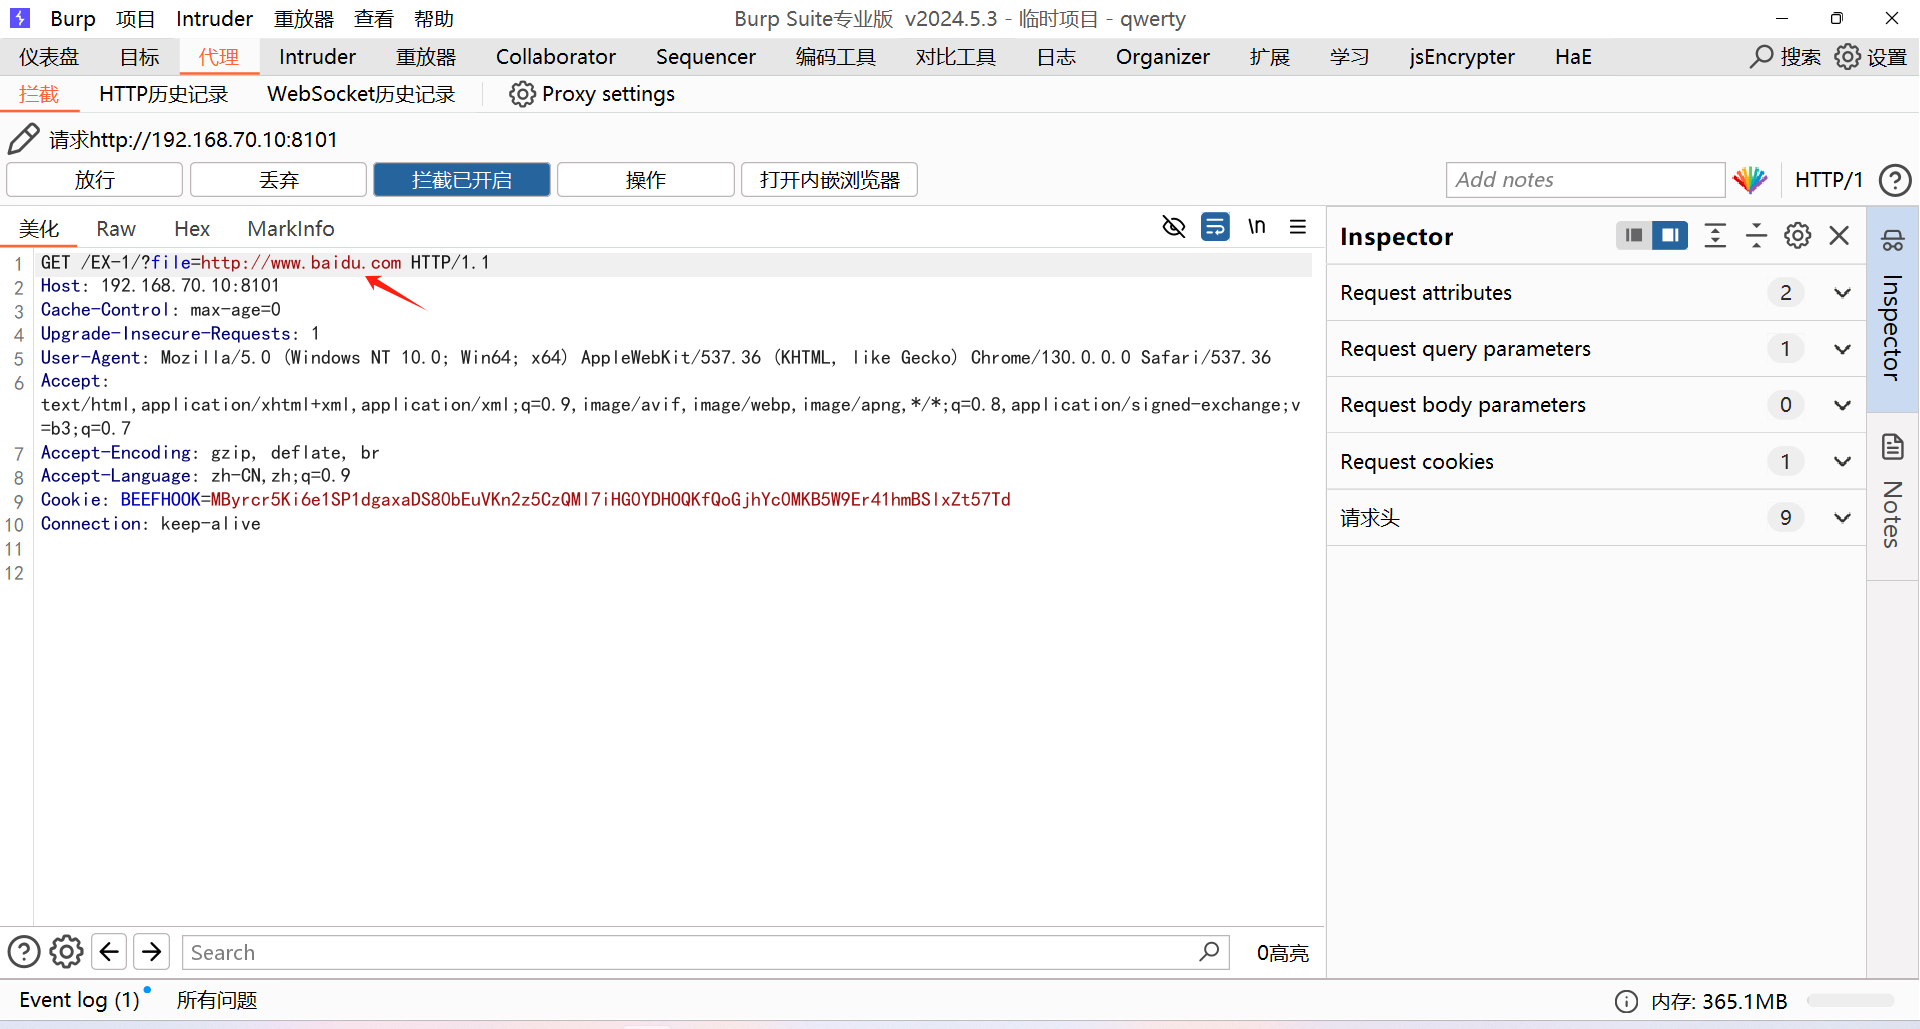 Burp 项目 Intruder 重放器 查看 帮助 Burp Suite专业版 v2024.5.3 - 临时项目 - qwerty
仪表盘 目标 代理 Intruder 重放器 Collaborator Sequencer 编码工具 对比工具 日志 Organizer 扩展 学习 jsEncrypter HaE 搜索 设置
拦截 HTTP历史记录 WebSocket历史记录 Proxy settings
请求http://192.168.70.10:8101
放行 丢弃 拦截已开启 操作 打开内嵌浏览器 Add notes HTTP/1
美化 Raw Hex MarkInfo \n
1 GET /EX-1/?file=http://www.baidu.com HTTP/1.1
2 Host: 192.168.70.10:8101
3 Cache-Control: max-age=0
4 Upgrade-Insecure-Requests: 1
5 User-Agent: Mozilla/5.0 (Windows NT 10.0; Win64; x64) AppleWebKit/537.36 (KHTML, like Gecko) Chrome/130.0.0.0 Safari/537.36
6 Accept:
text/html,application/xhtml+xml,application/xml;q=0.9,image/avif,image/webp,image/apng,*/*;q=0.8,application/signed-exchange;v
=b3;q=0.7
7 Accept-Encoding: gzip, deflate, br
8 Accept-Language: zh-CN,zh;q=0.9
9 Cookie: BEEFHOOK=MByrcr5Ki6e1SP1dgaxaDS8ObEuVKn2z5CzQMl7iHGOYDHOQKfQoGjhYcOMKB5W9Er41hmBSlxZt57Td
10 Connection: keep-alive
11
12
Inspector
Request attributes 2
Request query parameters 1
Request body parameters 0
Request cookies 1
请求头 9
Inspector
Notes
Search 0高亮
Event log (1) 所有问题 内存: 365.1MB